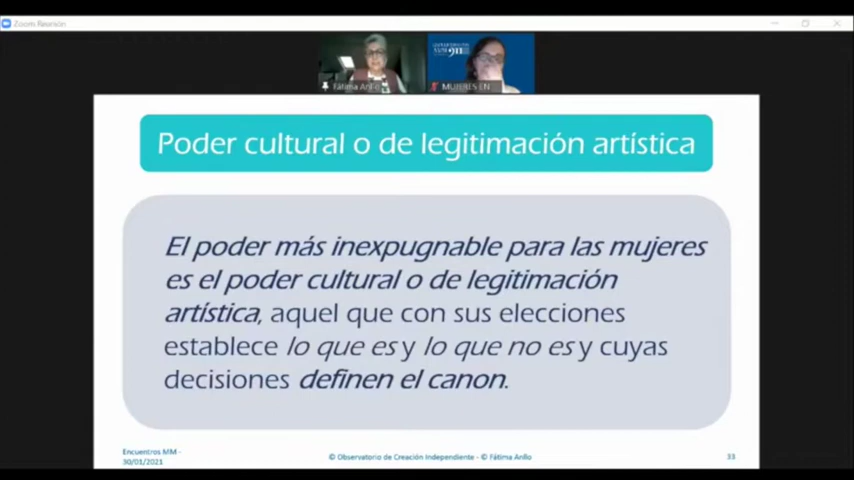 Zoom Reunión
Fátima Anllo
MUJERES EN
Poder cultural o de legitimación artística
El poder más inexpugnable para las mujeres
es el poder cultural o de legitimación
artística, aquel que con sus elecciones
establece lo que es y lo que no es y cuyas
decisiones definen el canon.
Encuentros MM -
30/01/2021
© Observatorio de Creación Independiente - © Fátima Anllo
33